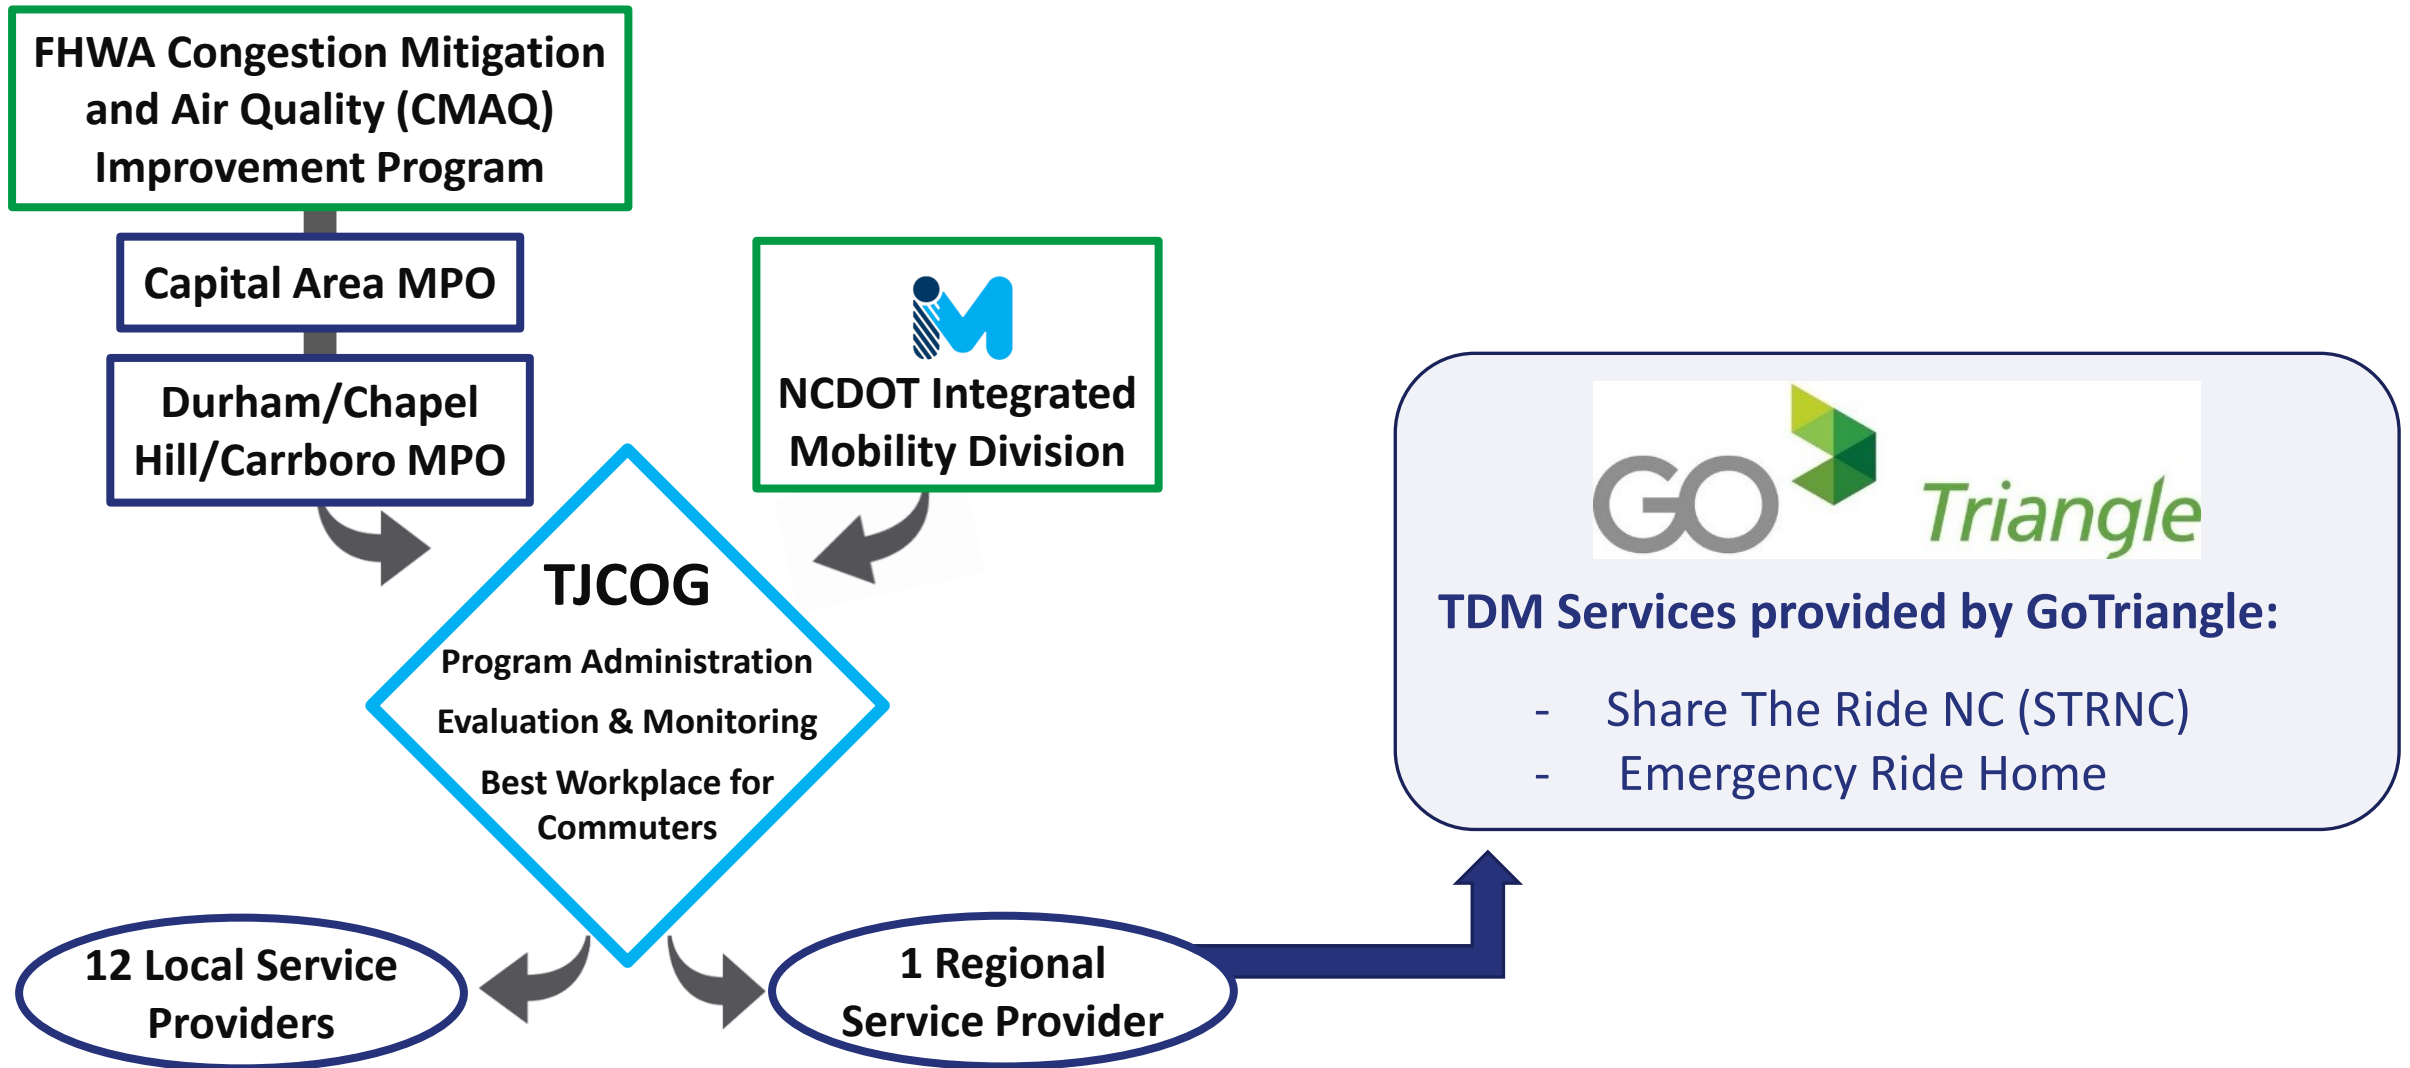 FHWA Congestion Mitigation
and Air Quality (CMAQ)
Improvement Program
Capital Area MPO
Durham/Chapel
Hill/Carrboro MPO
iM
NCDOT Integrated
Mobility Division
TJCOG
Program Administration
Evaluation & Monitoring
Best Workplace for
Commuters
12 Local Service
Providers
1 Regional
Service Provider
GO Triangle
TDM Services provided by GoTriangle:
- Share The Ride NC (STRNC)
- Emergency Ride Home